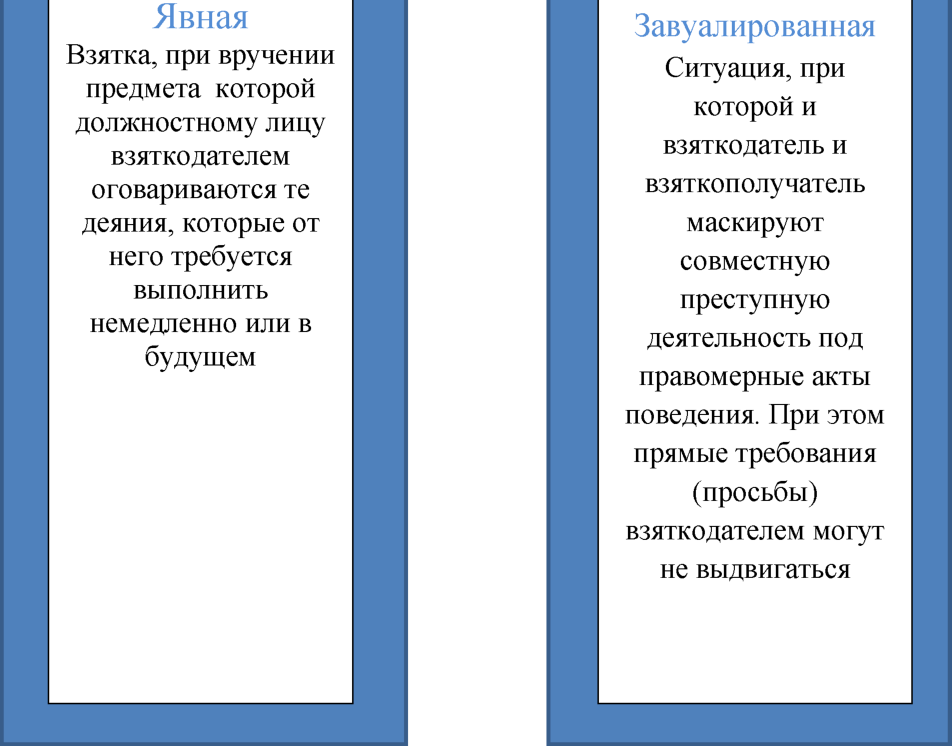 Явная
Взятка, при вручении
предмета которой
должностному лицу
взяткодателем
оговариваются те
деяния, которые от
него требуется
выполнить
немедленно или в
будущем
Завуалированная
Ситуация, при
которой и
взяткодатель и
взяткополучатель
маскируют
совместную
преступную
деятельность под
правомерные акты
поведения. При этом
прямые требования
(просьбы)
взяткодателем могут
не выдвигаться